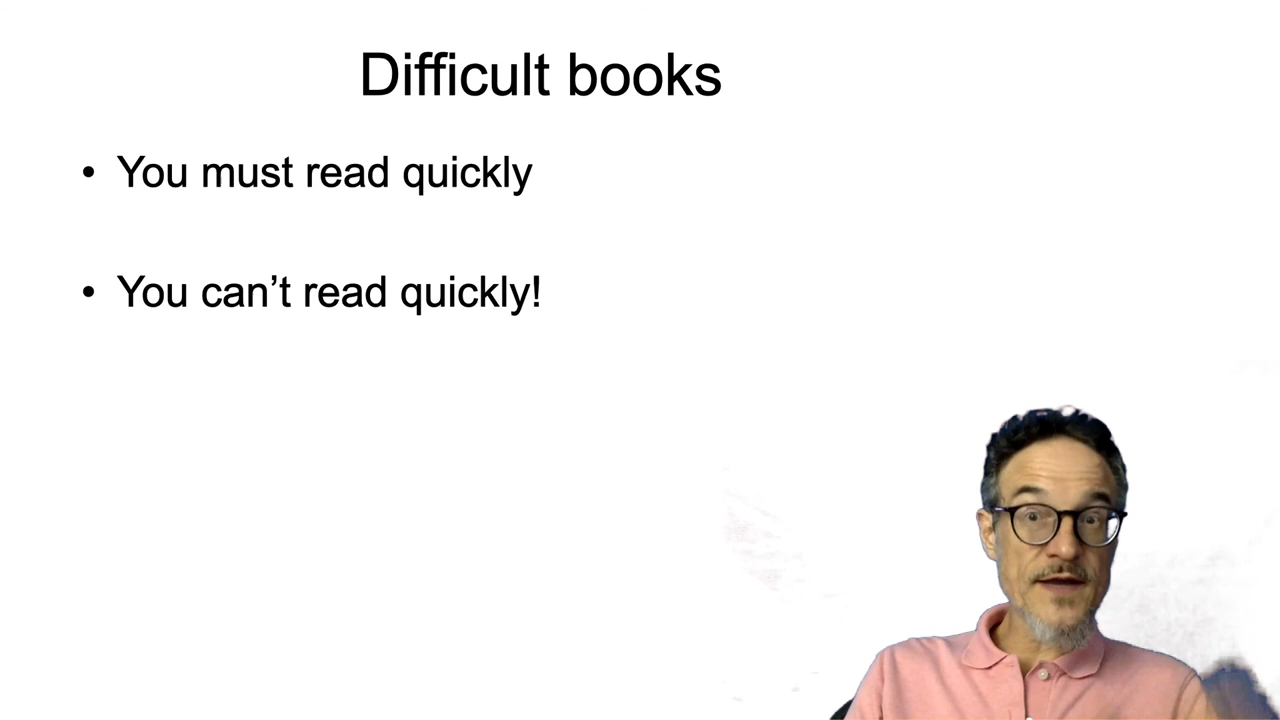 Difficult books
• You must read quickly
• You can’t read quickly!